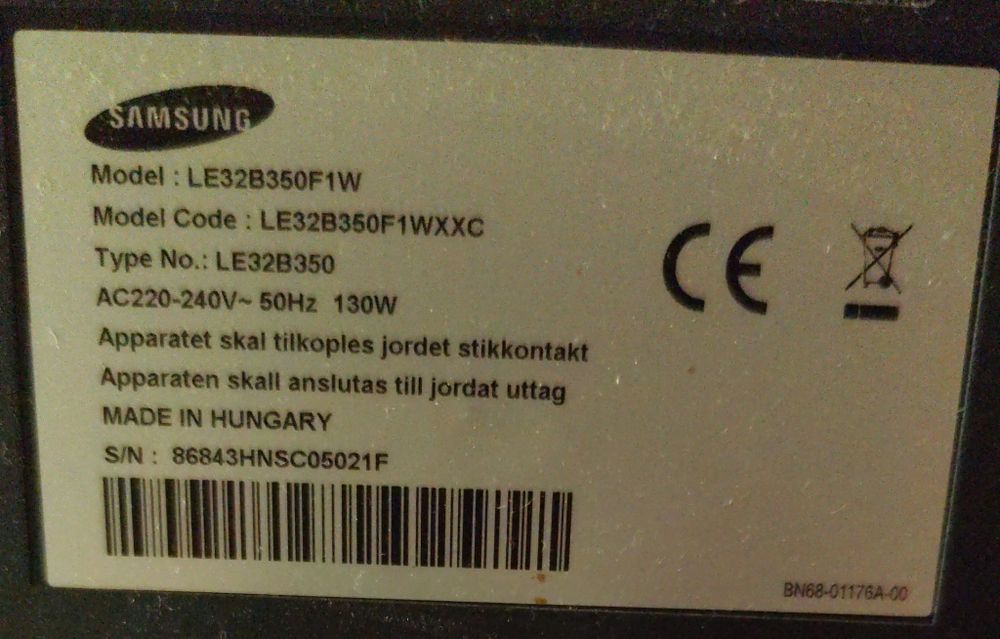 SAMSUNG
Model : LE32B350F1W
Model Code : LE32B350F1WXXC
Type No.: LE32B350
AC220-240V~ 50Hz 130W
Apparatet skal tilkoples jordet stikkontakt
Apparaten skall anslutas till jordat uttag
MADE IN HUNGARY
S/N : 86843HNSC05021F
CE
BN68-01176A-00